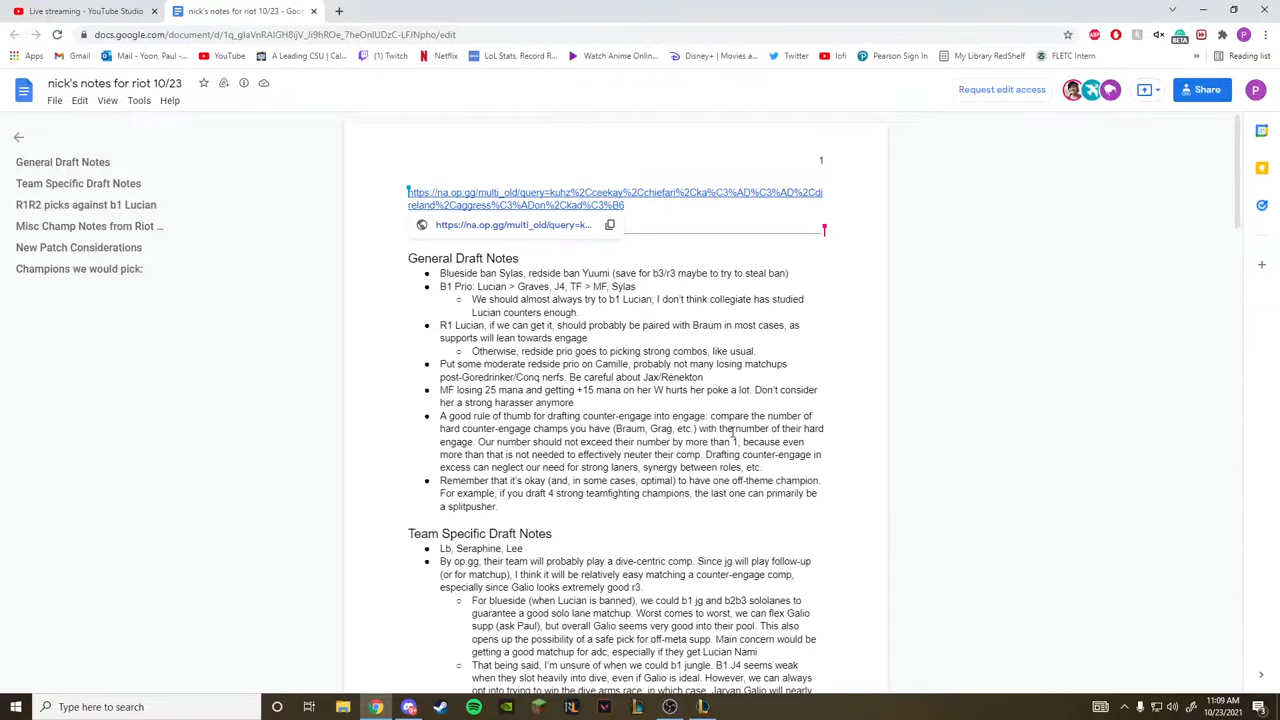 Live streaming - YouTube Studio
nick's notes for riot 10/23 - Goo
docs.google.com/document/d/1q_glaVnRAIGH8ijV_Ji9hROe_7heOnlUDzC-LFJNpho/edit
BETA
P
Apps
Gmail
Mail - Yoon, Paul -...
YouTube
A Leading CSU | Cal...
(1) Twitch
Netflix
LoL Stats, Record R...
Watch Anime Onlin...
Disney+ | Movies a...
Twitter
lofi
Pearson Sign In
My Library RedShelf
FLETC Intern
»
Reading list
nick's notes for riot 10/23
File Edit View Tools Help
Request edit access
Share
P
General Draft Notes
Team Specific Draft Notes
R1R2 picks against b1 Lucian
Misc Champ Notes from Riot ...
New Patch Considerations
Champions we would pick:
1
https://na.op.gg/multi_old/query=kuhz%2Cceekay%2Cchiefari%2Cka%C3%AD%C3%AD%2Cdi
reland%2Caggress%C3%ADon%2Ckad%C3%B6
https://na.op.gg/multi_old/query=k...
General Draft Notes
● Blueside ban Sylas, redside ban Yuumi (save for b3/r3 maybe to try to steal ban)
● B1 Prio: Lucian > Graves, J4, TF > MF, Sylas
○ We should almost always try to b1 Lucian; I don't think collegiate has studied
Lucian counters enough.
● R1 Lucian, if we can get it, should probably be paired with Braum in most cases, as
supports will lean towards engage
○ Otherwise, redside prio goes to picking strong combos, like usual.
● Put some moderate redside prio on Camille, probably not many losing matchups
post-Goredrinker/Conq nerfs. Be careful about Jax/Renekton
● MF losing 25 mana and getting +15 mana on her W hurts her poke a lot. Don't consider
her a strong harasser anymore
● A good rule of thumb for drafting counter-engage into engage: compare the number of
hard counter-engage champs you have (Braum, Grag, etc.) with the number of their hard
engage. Our number should not exceed their number by more than 1, because even
more than that is not needed to effectively neuter their comp. Drafting counter-engage in
excess can neglect our need for strong laners, synergy between roles, etc.
● Remember that it's okay (and, in some cases, optimal) to have one off-theme champion.
For example, if you draft 4 strong teamfighting champions, the last one can primarily be
a splitpusher.
Team Specific Draft Notes
● Lb, Seraphine, Lee
● By op.gg, their team will probably play a dive-centric comp. Since jg will play follow-up
(or for matchup), I think it will be relatively easy matching a counter-engage comp,
especially since Galio looks extremely good r3.
○ For blueside (when Lucian is banned), we could b1 jg and b2b3 sololanes to
guarantee a good solo lane matchup. Worst comes to worst, we can flex Galio
supp (ask Paul), but overall Galio seems very good into their pool. This also
opens up the possibility of a safe pick for off-meta supp. Main concern would be
getting a good matchup for adc, especially if they get Lucian Nami
○ That being said, I'm unsure of when we could b1 jungle. B1 J4 seems weak
when they slot heavily into dive, even if Galio is ideal. However, we can always
opt into trying to win the dive arms race; in which case, Jarvan Galio will nearly
Type here to search
11:09 AM
10/23/2021
3